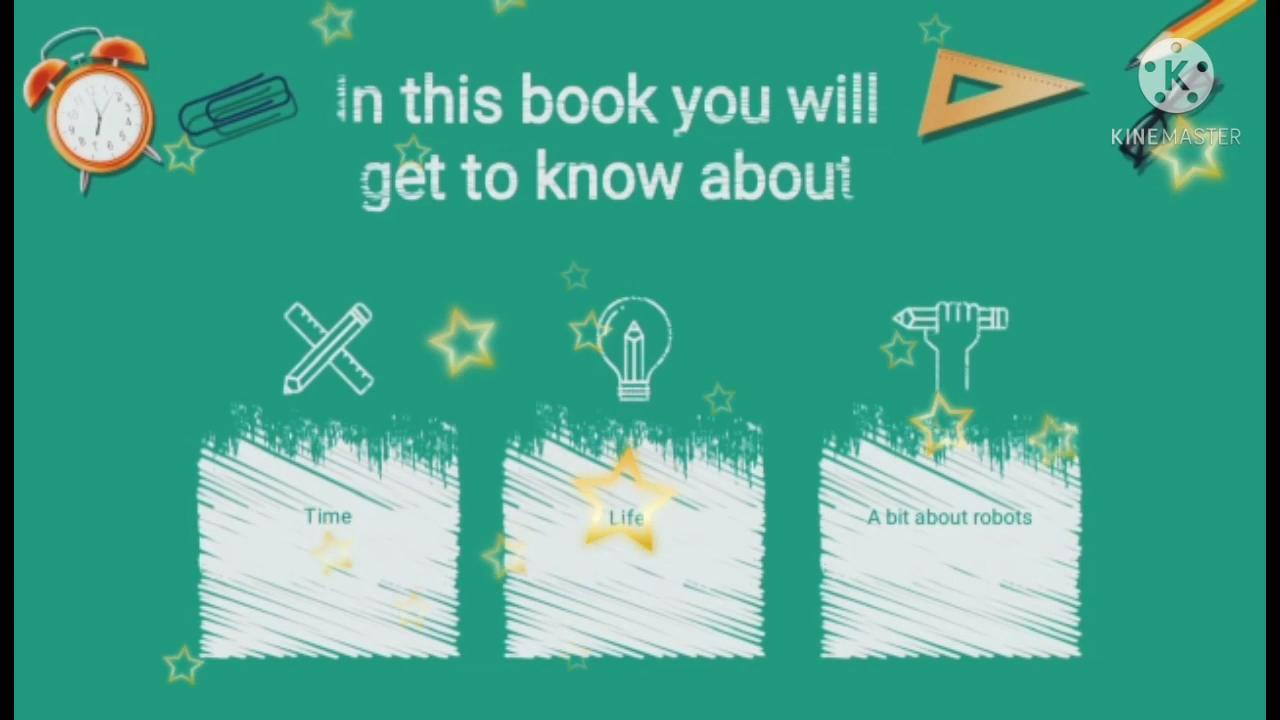 In this book you will
get to know about
K
KINEMASTER
Time
Life
A bit about robots